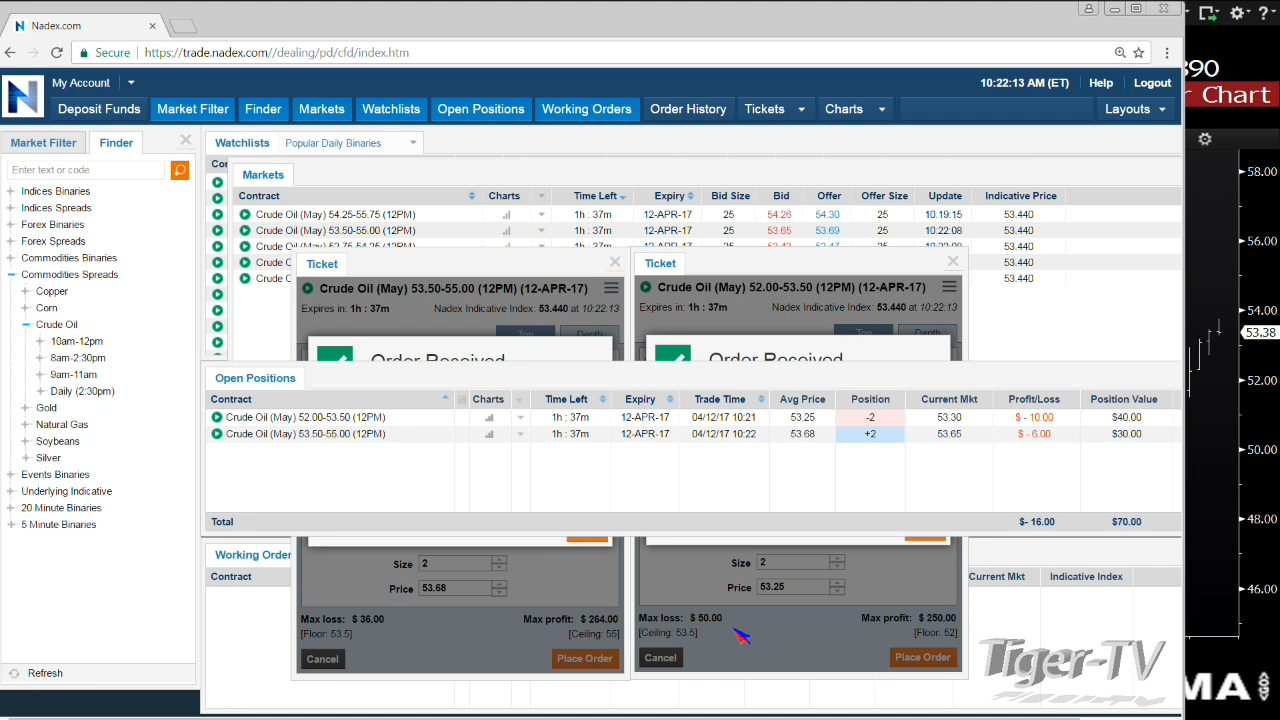 Nadex.com
Secure https://trade.nadex.com//dealing/pd/cfd/index.htm
390
My Account 10:22:13 AM (ET) Help Logout
Chart
Deposit Funds Market Filter Finder Markets Watchlists Open Positions Working Orders Order History Tickets Charts Layouts
Market Filter Finder Watchlists Popular Daily Binaries
Enter text or code
Markets
Contract Charts Time Left Expiry Bid Size Bid Offer Offer Size Update Indicative Price
Crude Oil (May) 54.25-55.75 (12PM) 1h : 37m 12-APR-17 25 54.26 54.30 25 10:19:15 53.440
Crude Oil (May) 53.50-55.00 (12PM) 1h : 37m 12-APR-17 25 53.65 53.69 25 10:22:08 53.440
53.440
Crude 53.440
Crude 53.440
Indices Binaries
Indices Spreads
Forex Binaries
Forex Spreads
Commodities Binaries
Commodities Spreads
Copper
Corn
Crude Oil
10am-12pm
8am-2:30pm
9am-11am
Daily (2:30pm)
Gold
Natural Gas
Soybeans
Silver
Events Binaries
Underlying Indicative
20 Minute Binaries
5 Minute Binaries
Refresh
Ticket
Crude Oil (May) 53.50-55.00 (12PM) (12-APR-17)
Expires in: 1h : 37m Nadex Indicative Index: 53.440 at 10:22:13
Order Received
Ticket
Crude Oil (May) 52.00-53.50 (12PM) (12-APR-17)
Expires in: 1h : 37m Nadex Indicative Index: 53.440 at 10:22:13
Order Received
Open Positions
Contract Charts Time Left Expiry Trade Time Avg Price Position Current Mkt Profit/Loss Position Value
Crude Oil (May) 52.00-53.50 (12PM) 1h : 37m 12-APR-17 04/12/17 10:21 53.25 -2 53.30 $ - 10.00 $40.00
Crude Oil (May) 53.50-55.00 (12PM) 1h : 37m 12-APR-17 04/12/17 10:22 53.68 +2 53.65 $ - 6.00 $30.00
Total $- 16.00 $70.00
Working Order
Contract Current Mkt Indicative Index
Size 2
Price 53.68
Max loss: $ 36.00 Max profit: $ 264.00
[Floor: 53.5] [Ceiling: 55]
Cancel Place Order
Size 2
Price 53.25
Max loss: $ 50.00 Max profit: $ 250.00
[Ceiling: 53.5] [Floor: 52]
Cancel Place Order
58.00
56.00
54.00
53.38
52.00
50.00
48.00
46.00
Tiger-TV
MA